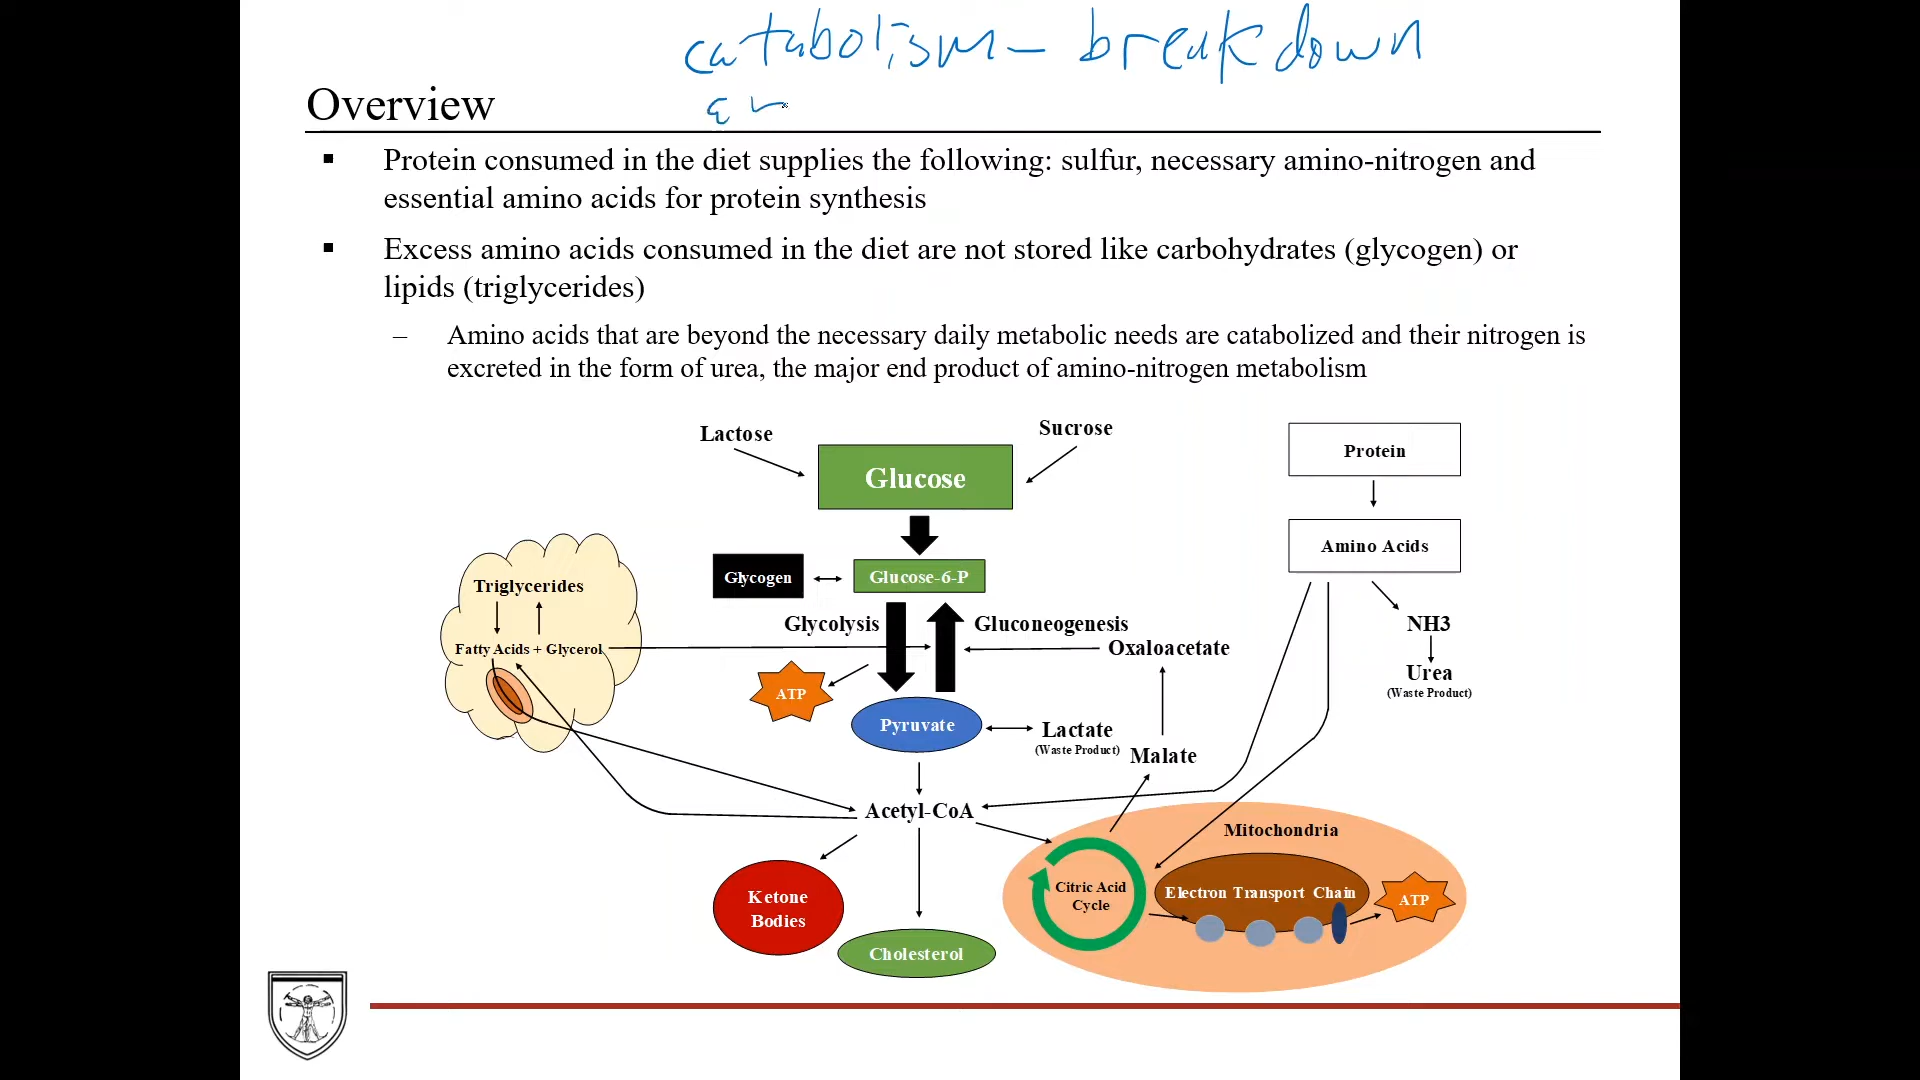 catabolism - breakdown
Overview
▪ Protein consumed in the diet supplies the following: sulfur, necessary amino-nitrogen and
essential amino acids for protein synthesis
▪ Excess amino acids consumed in the diet are not stored like carbohydrates (glycogen) or
lipids (triglycerides)
– Amino acids that are beyond the necessary daily metabolic needs are catabolized and their nitrogen is
excreted in the form of urea, the major end product of amino-nitrogen metabolism
Lactose
Sucrose
Glucose
Protein
Amino Acids
Glycogen
Glucose-6-P
Triglycerides
Fatty Acids + Glycerol
Glycolysis
Gluconeogenesis
Oxaloacetate
NH3
Urea
(Waste Product)
ATP
Pyruvate
Lactate
(Waste Product)
Malate
Acetyl-CoA
Mitochondria
Citric Acid
Cycle
Electron Transport Chain
ATP
Ketone
Bodies
Cholesterol